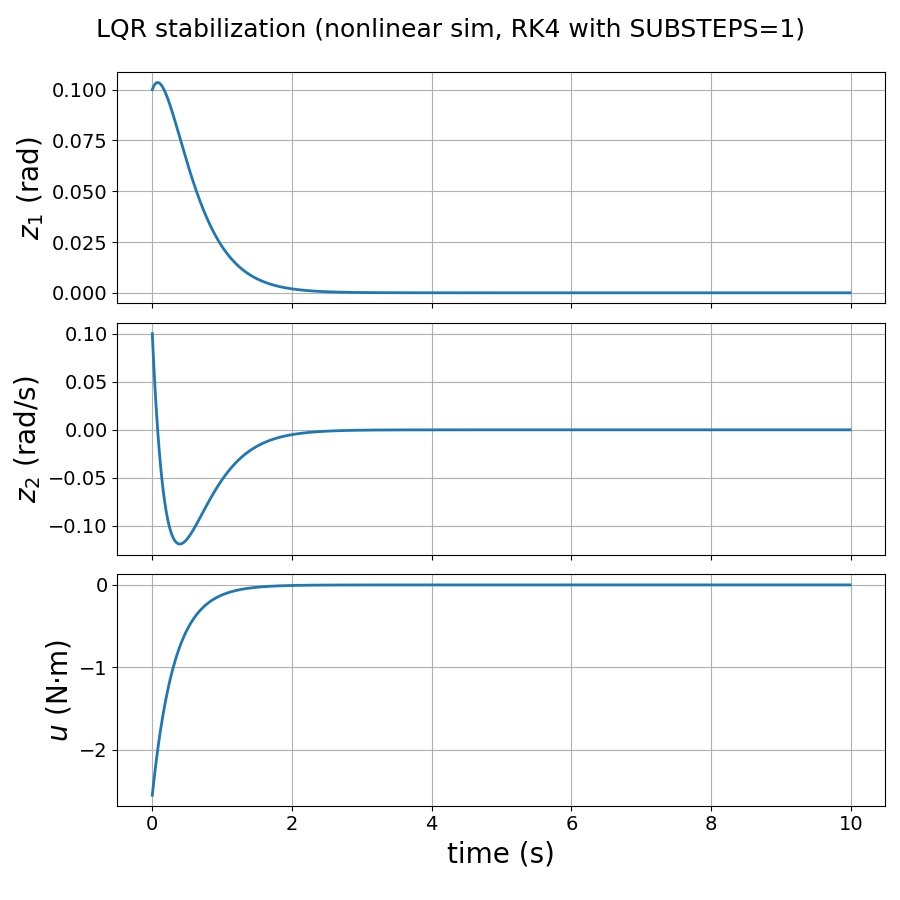 LQR stabilization (nonlinear sim, RK4 with SUBSTEPS=1)
0.100
0.075
0.050
0.025
0.000
z₁ (rad)
0.10
0.05
0.00
−0.05
−0.10
z₂ (rad/s)
0
−1
−2
u (N·m)
0 2 4 6 8 10
time (s)